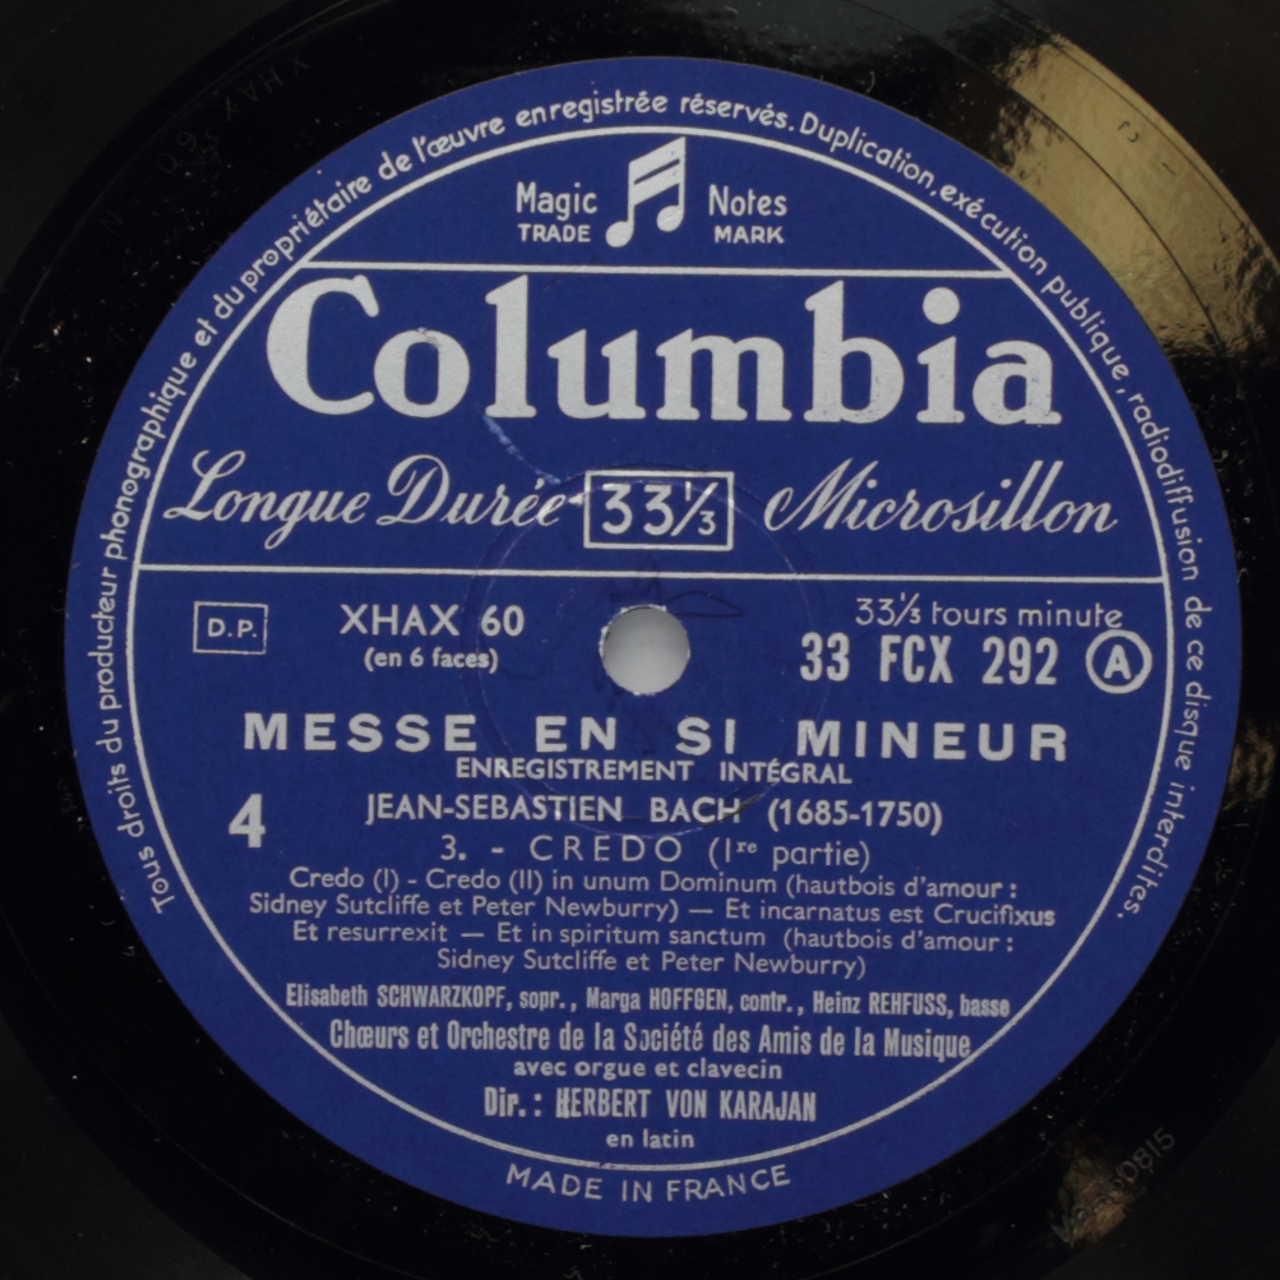 Tous droits du producteur phonographique et du propriétaire de l'œuvre enregistrée réservés. Duplication, exécution publique, radiodiffusion de ce disque interdites.
Magic Notes
TRADE MARK
Columbia
Longue Durée 33⅓ Microsillon
D.P. XHAX 60 33⅓ tours minute
(en 6 faces) 33 FCX 292 A
MESSE EN SI MINEUR
ENREGISTREMENT INTÉGRAL
4 JEAN-SEBASTIEN BACH (1685-1750)
3. - CREDO (Ire partie)
Credo (I) - Credo (II) in unum Dominum (hautbois d'amour :
Sidney Sutcliffe et Peter Newburry) — Et incarnatus est Crucifixus
Et resurrexit — Et in spiritum sanctum (hautbois d'amour :
Sidney Sutcliffe et Peter Newburry)
Elisabeth SCHWARZKOPF, sopr., Marga HOFFGEN, contr., Heinz REHFUSS, basse
Chœurs et Orchestre de la Société des Amis de la Musique
avec orgue et clavecin
Dir. : HERBERT VON KARAJAN
en latin
MADE IN FRANCE